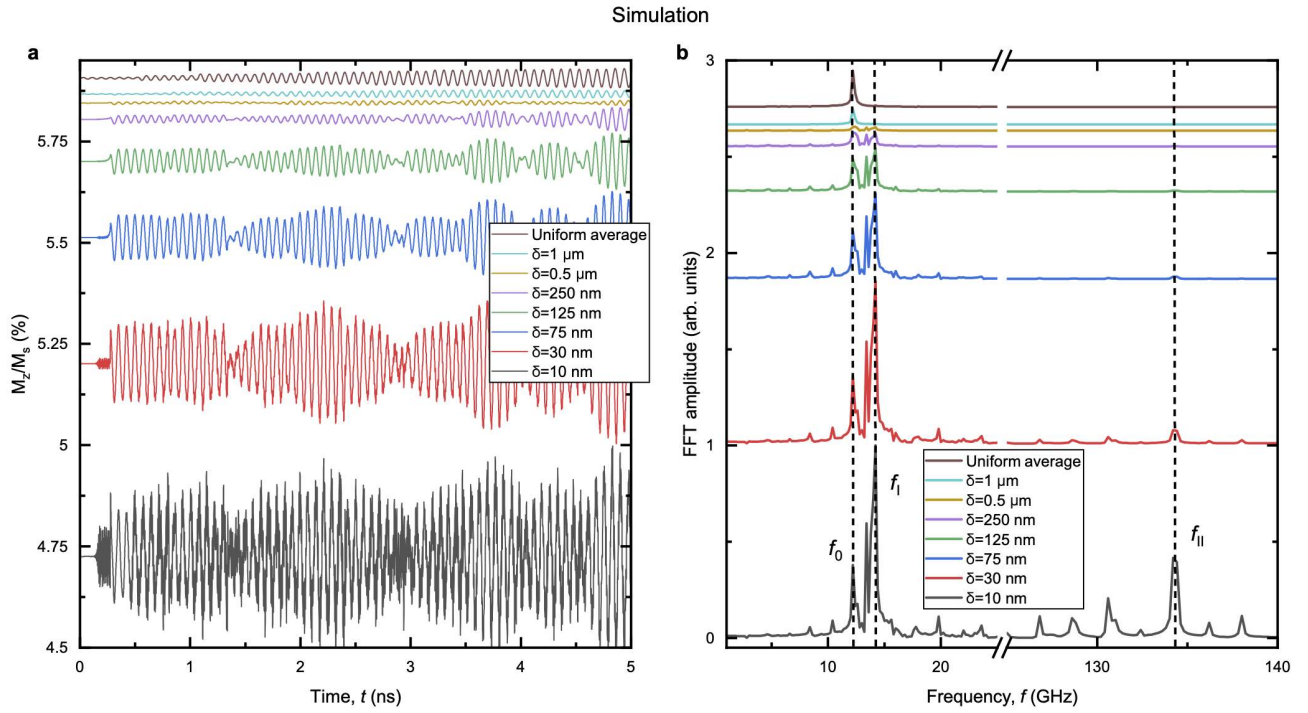 Simulation
a
M_z/M_s (%)
5.75
5.5
5.25
5
4.75
4.5
0
1
2
3
4
5
Time, t (ns)
Uniform average
δ=1 µm
δ=0.5 µm
δ=250 nm
δ=125 nm
δ=75 nm
δ=30 nm
δ=10 nm
b
FFT amplitude (arb. units)
3
2
1
0
10
20
130
140
Frequency, f (GHz)
f_0
f_I
f_II
Uniform average
δ=1 µm
δ=0.5 µm
δ=250 nm
δ=125 nm
δ=75 nm
δ=30 nm
δ=10 nm